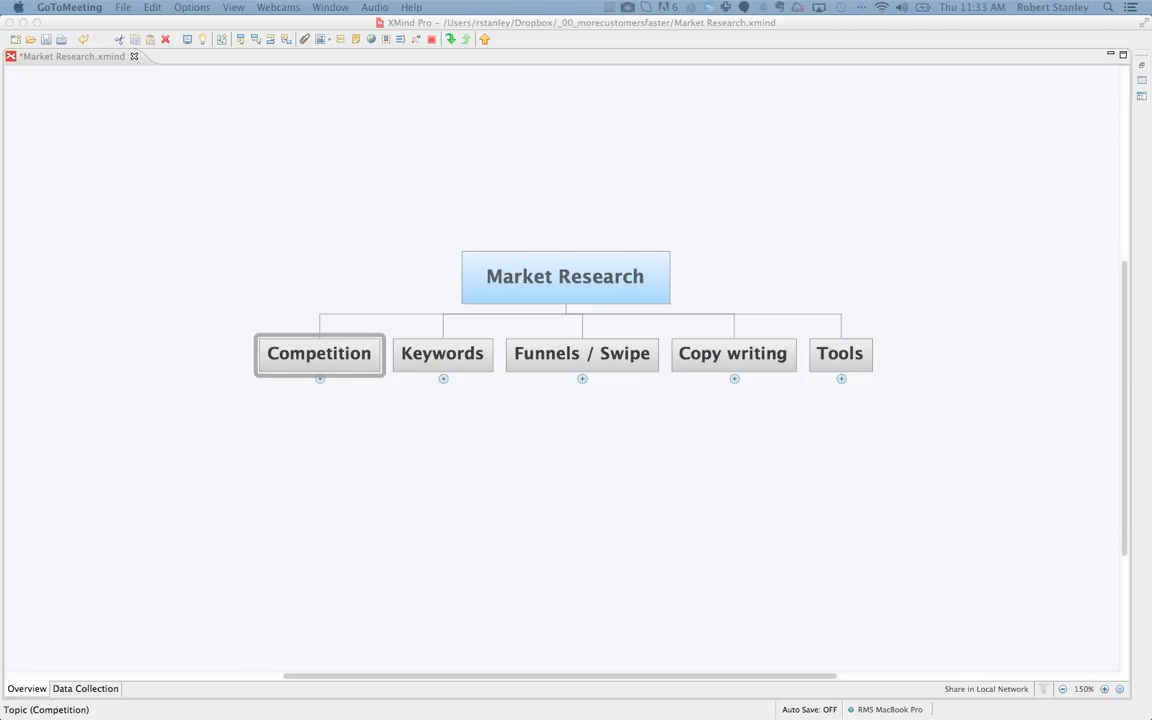 GoToMeeting File Edit Options View Webcams Window Audio Help 6 Thu 11:33 AM Robert Stanley
XMind Pro – /Users/rstanley/Dropbox/_00_morecustomersfaster/Market Research.xmind
*Market Research.xmind
Market Research
Competition Keywords Funnels / Swipe Copy writing Tools
Overview Data Collection Share in Local Network 150%
Topic (Competition) Auto Save: OFF RMS MacBook Pro